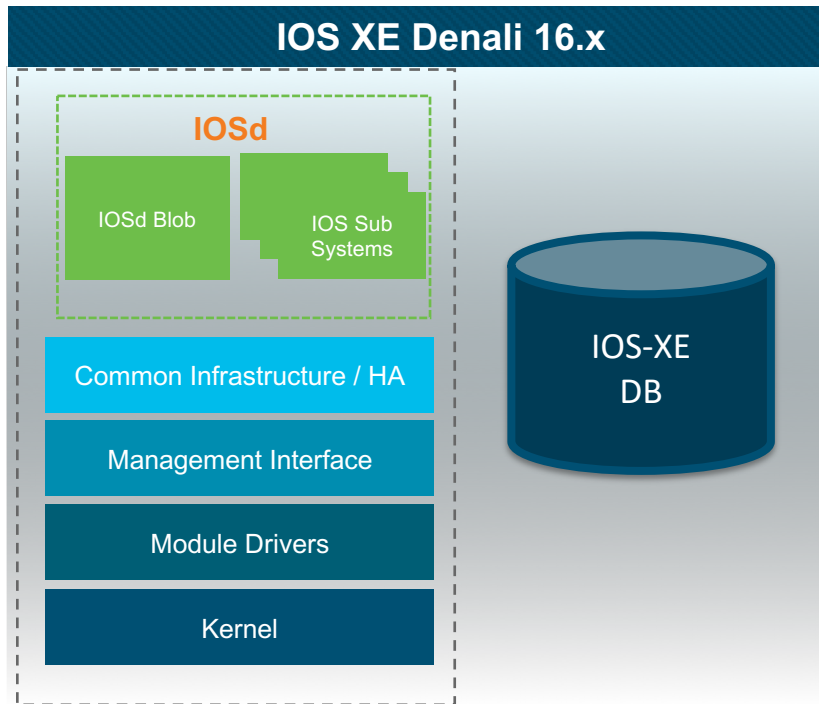 IOS XE Denali 16.x
IOSd
IOSd Blob
IOS Sub
Systems
Common Infrastructure / HA
Management Interface
Module Drivers
Kernel
IOS-XE
DB